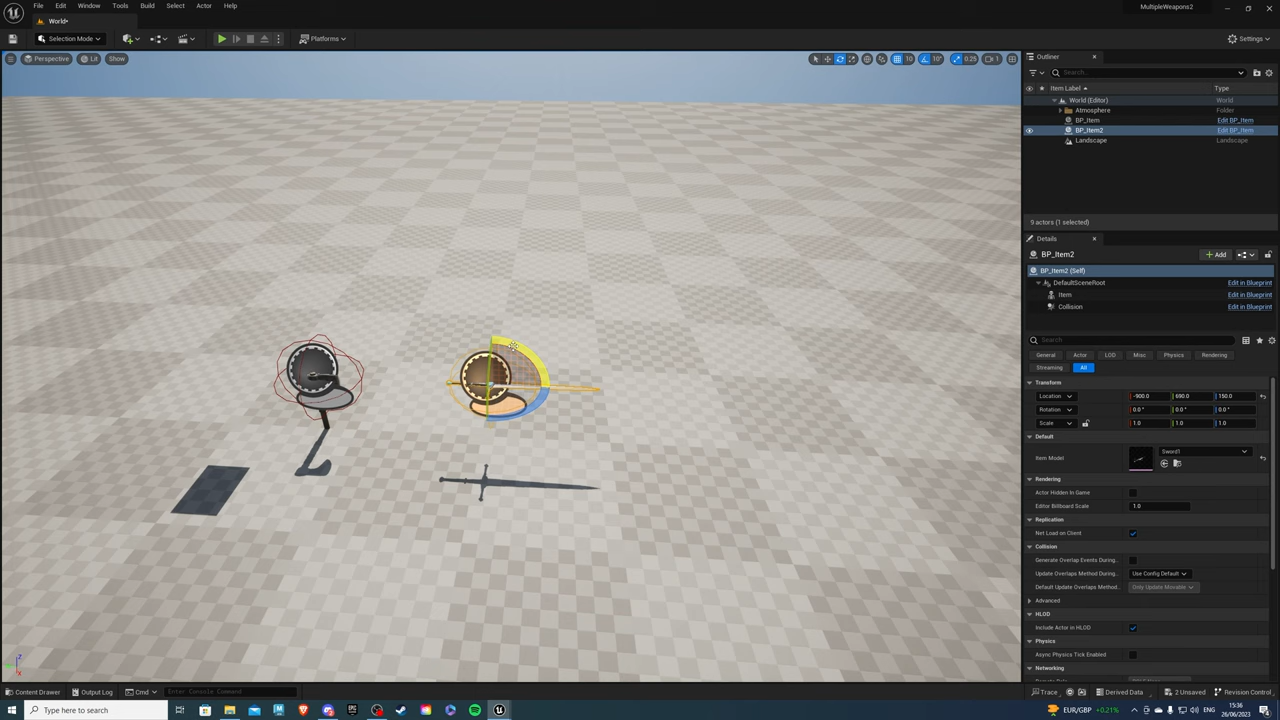 File Edit Window Tools Build Select Actor Help
MultipleWeapons2
World•
Selection Mode
Platforms
Settings
Perspective Lit Show
10 10° 0.25 1
Outliner
Search...
Item Label Type
World (Editor) World
Atmosphere Folder
BP_Item Edit BP_Item
BP_Item2 Edit BP_Item
Landscape Landscape
9 actors (1 selected)
Details
BP_Item2
Add
BP_Item2 (Self)
DefaultSceneRoot Edit in Blueprint
Item Edit in Blueprint
Collision Edit in Blueprint
Search
General Actor LOD Misc Physics Rendering
Streaming All
Transform
Location -900.0 690.0 150.0
Rotation 0.0 ° 0.0 ° 0.0 °
Scale 1.0 1.0 1.0
Default
Item Model Sword1
Rendering
Actor Hidden In Game
Editor Billboard Scale 1.0
Replication
Net Load on Client
Collision
Generate Overlap Events During...
Update Overlaps Method During... Use Config Default
Default Update Overlaps Method... Only Update Movable
Advanced
HLOD
Include Actor in HLOD
Physics
Async Physics Tick Enabled
Networking
z
x
Content Drawer Output Log Cmd Enter Console Command
Trace Derived Data 2 Unsaved Revision Control
Type here to search
EUR/GBP +0.21%
ENG
15:36
26/06/2023